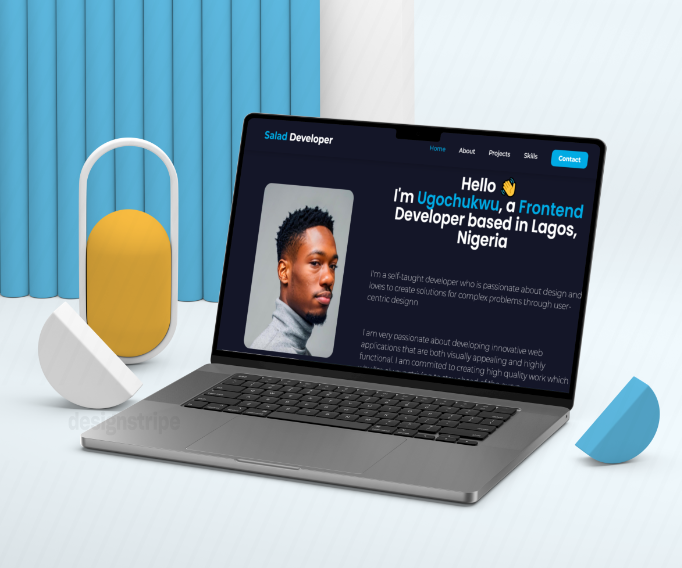 Salad Developer
Home About Projects Skills Contact
Hello 👋
I'm Ugochukwu, a Frontend
Developer based in Lagos,
Nigeria
I'm a self-taught developer who is passionate about design and
loves to create solutions for complex problems through user-
centric designn
I am very passionate about developing innovative web
applications that are both visually appealing and highly
functional. I am commited to creating high quality work which
designstripe